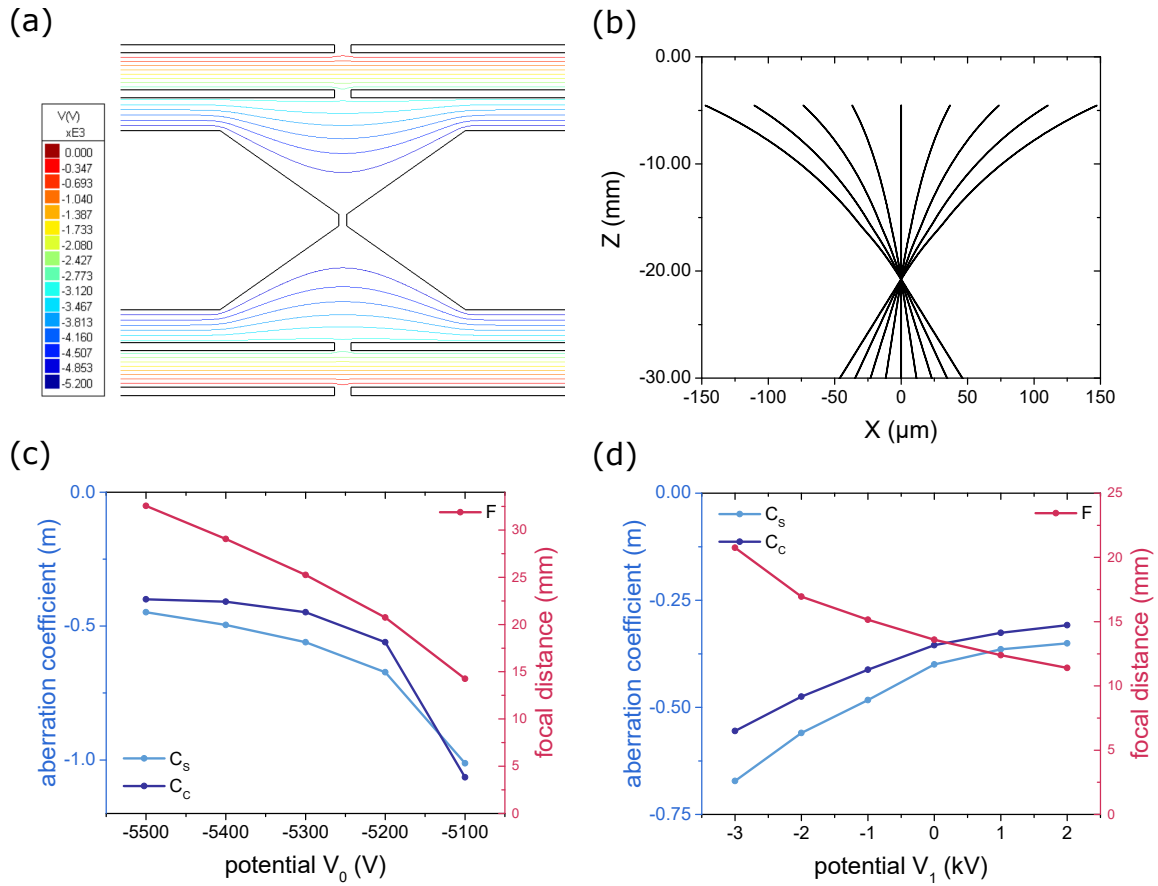 (a)
V(V)
xE3
0.000
-0.347
-0.693
-1.040
-1.387
-1.733
-2.080
-2.427
-2.773
-3.120
-3.467
-3.813
-4.160
-4.507
-4.853
-5.200
(b)
0.00
-10.00
-20.00
-30.00
Z (mm)
-150 -100 -50 0 50 100 150
X (μm)
(c)
0.0
-0.5
-1.0
aberration coefficient (m)
F
C_S
C_C
30
25
20
15
10
5
0
focal distance (mm)
-5500 -5400 -5300 -5200 -5100
potential V_0 (V)
(d)
0.00
-0.25
-0.50
-0.75
aberration coefficient (m)
C_S
C_C
F
25
20
15
10
5
0
focal distance (mm)
-3 -2 -1 0 1 2
potential V_1 (kV)